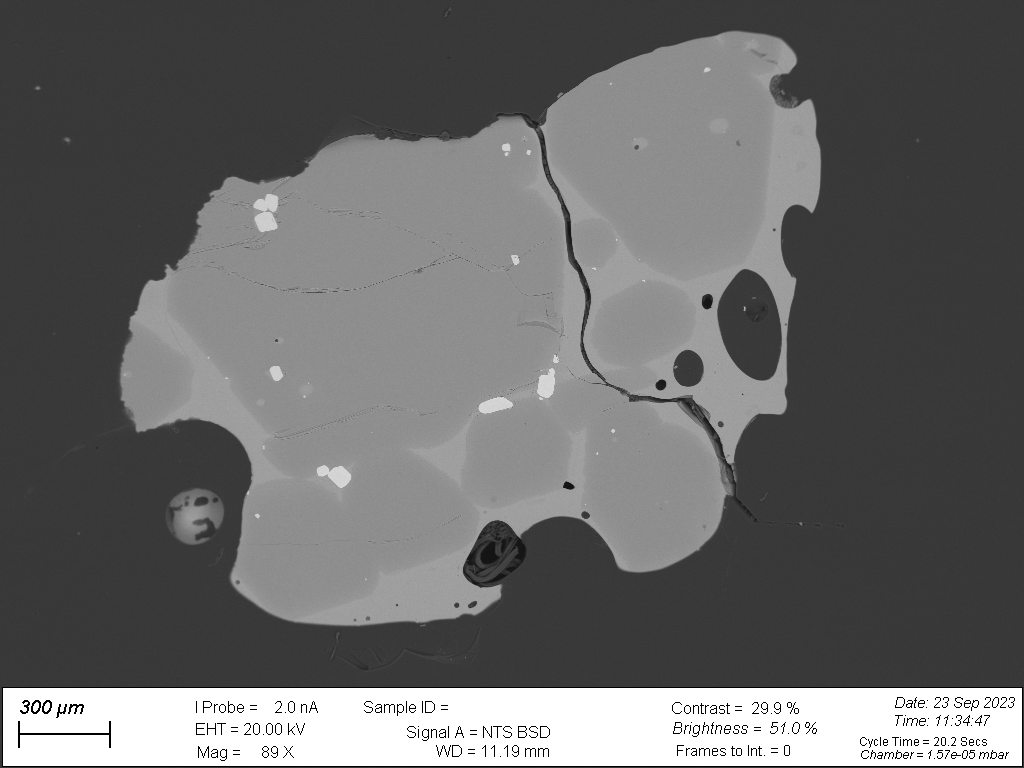 300 µm
I Probe = 2.0 nA
EHT = 20.00 kV
Mag = 89 X
Sample ID =
Signal A = NTS BSD
WD = 11.19 mm
Contrast = 29.9 %
Brightness = 51.0 %
Frames to Int. = 0
Date: 23 Sep 2023
Time: 11:34:47
Cycle Time = 20.2 Secs
Chamber = 1.57e-05 mbar